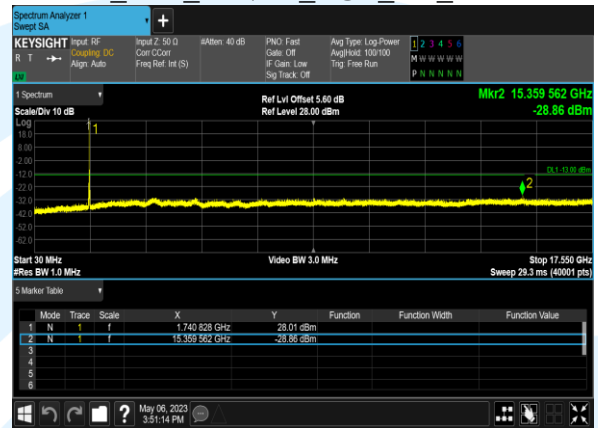 Spectrum Analyzer 1
Swept SA
+
KEYSIGHT Input: RF Input Z: 50 Ω #Atten: 40 dB PNO: Fast Avg Type: Log-Power 1 2 3 4 5 6
R T Coupling: DC Corr CCorr Gate: Off Avg|Hold: 100/100 M W W W W W
Align: Auto Freq Ref: Int (S) IF Gain: Low Trig: Free Run P N N N N N
Sig Track: Off
LV
1 Spectrum Ref Lvl Offset 5.60 dB Mkr2 15.359 562 GHz
Scale/Div 10 dB Ref Level 28.00 dBm -28.86 dBm
Log
18.0 1
8.00
-2.00
-12.0 DL1 -13.00 dBm
-22.0 2
-32.0
-42.0
-52.0
-62.0
Start 30 MHz Video BW 3.0 MHz Stop 17.550 GHz
#Res BW 1.0 MHz Sweep 29.3 ms (40001 pts)
5 Marker Table
Mode Trace Scale X Y Function Function Width Function Value
1 N 1 f 1.740 828 GHz 28.01 dBm
2 N 1 f 15.359 562 GHz -28.86 dBm
3
4
5
6
? May 06, 2023
3:51:14 PM